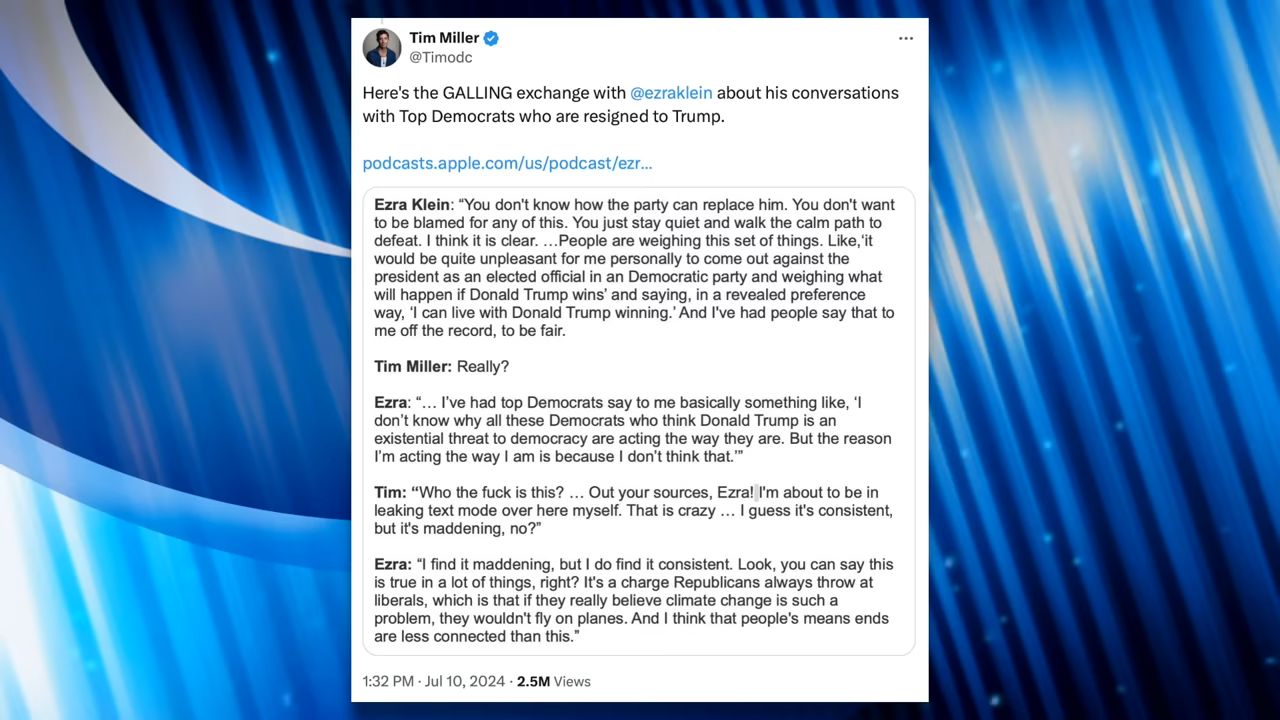 Tim Miller
@Timodc
Here's the GALLING exchange with @ezraklein about his conversations
with Top Democrats who are resigned to Trump.
podcasts.apple.com/us/podcast/ezr...
Ezra Klein: “You don't know how the party can replace him. You don't want
to be blamed for any of this. You just stay quiet and walk the calm path to
defeat. I think it is clear. …People are weighing this set of things. Like,‘it
would be quite unpleasant for me personally to come out against the
president as an elected official in an Democratic party and weighing what
will happen if Donald Trump wins’ and saying, in a revealed preference
way, ‘I can live with Donald Trump winning.’ And I've had people say that to
me off the record, to be fair.
Tim Miller: Really?
Ezra: “… I’ve had top Democrats say to me basically something like, ‘I
don’t know why all these Democrats who think Donald Trump is an
existential threat to democracy are acting the way they are. But the reason
I’m acting the way I am is because I don’t think that.’”
Tim: “Who the fuck is this? … Out your sources, Ezra! I'm about to be in
leaking text mode over here myself. That is crazy … I guess it's consistent,
but it's maddening, no?”
Ezra: “I find it maddening, but I do find it consistent. Look, you can say this
is true in a lot of things, right? It's a charge Republicans always throw at
liberals, which is that if they really believe climate change is such a
problem, they wouldn't fly on planes. And I think that people's means ends
are less connected than this.”
1:32 PM · Jul 10, 2024 · 2.5M Views